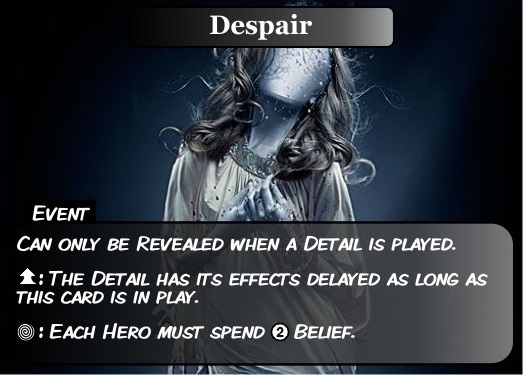 Despair
Event
Can only be Revealed when a Detail is played.
: The Detail has its effects delayed as long as
this card is in play.
: Each Hero must spend 2 Belief.